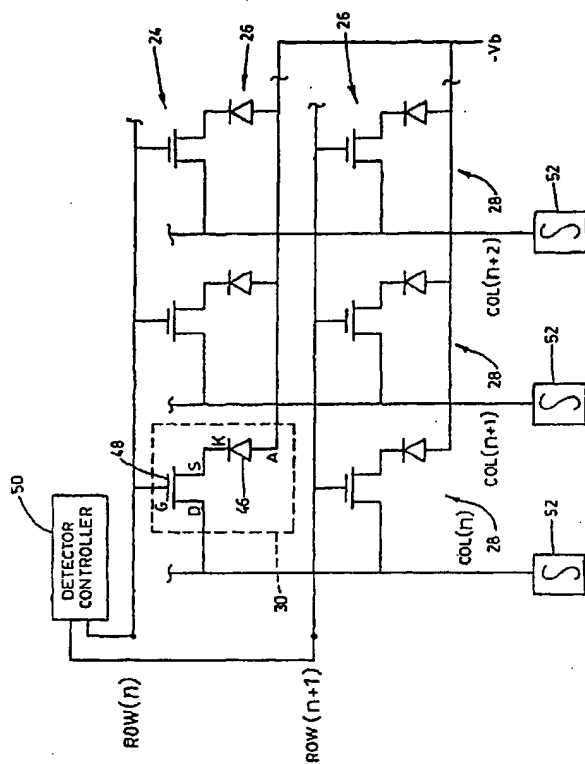 50
DETECTOR
CONTROLLER
ROW(n)
48
24
26
G
D
S
K
46
A
30
-Vb
ROW(n+1)
26
COL(n)
28
COL(n+1)
28
COL(n+2)
28
52
52
52